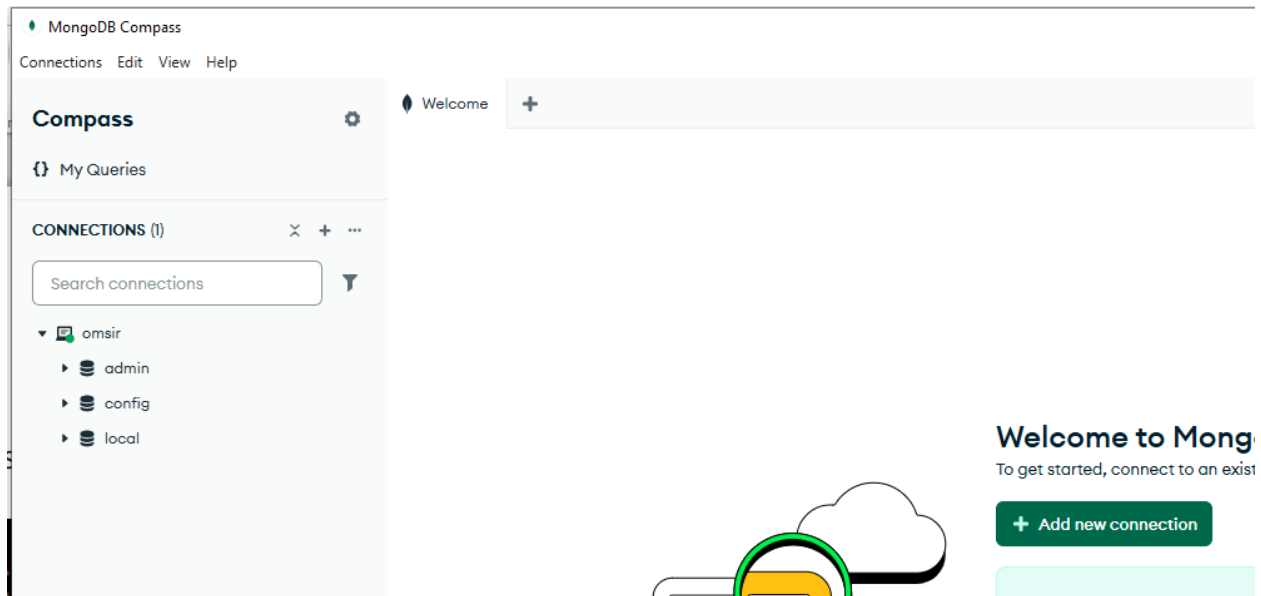 MongoDB Compass
Connections Edit View Help
Compass
{} My Queries
CONNECTIONS (1)
Search connections
omsir
admin
config
local
Welcome
Welcome to Mong
To get started, connect to an exist
+ Add new connection